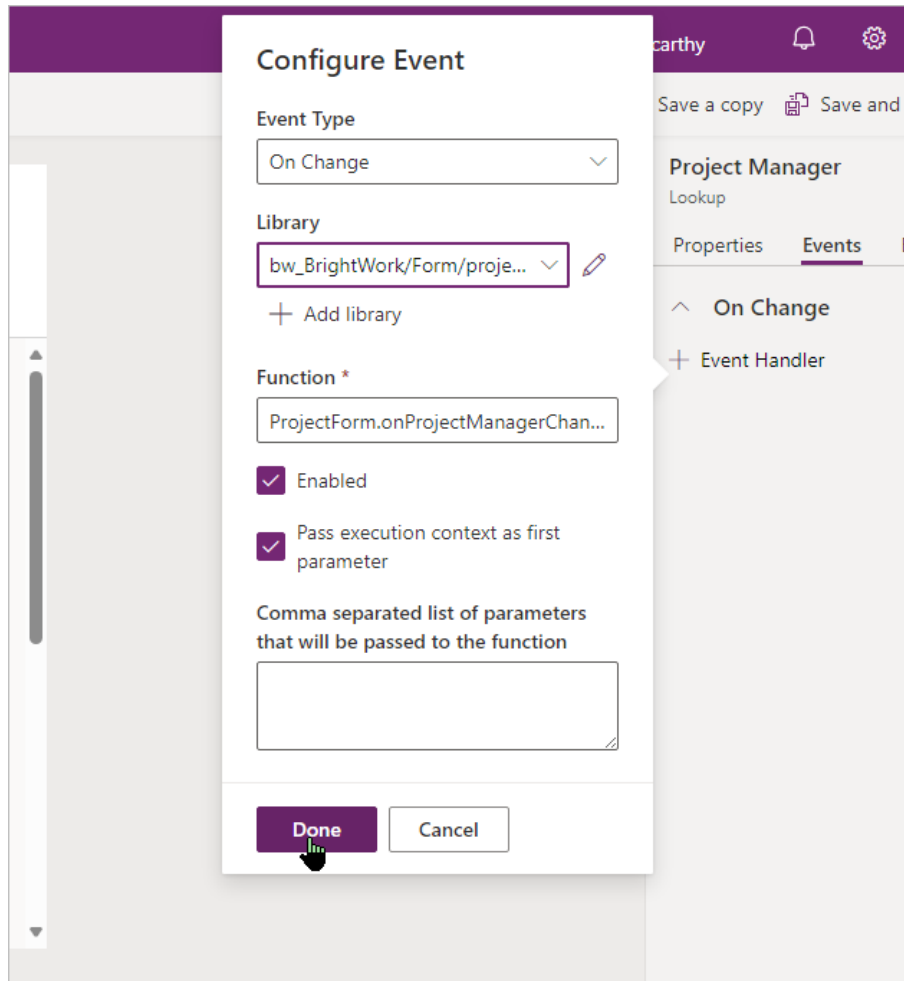 carthy
Save a copy
Save and
Configure Event
Event Type
On Change
Library
bw_BrightWork/Form/proje...
Add library
Function *
ProjectForm.onProjectManagerChan...
Enabled
Pass execution context as first
parameter
Comma separated list of parameters
that will be passed to the function
Done
Cancel
Project Manager
Lookup
Properties
Events
On Change
Event Handler